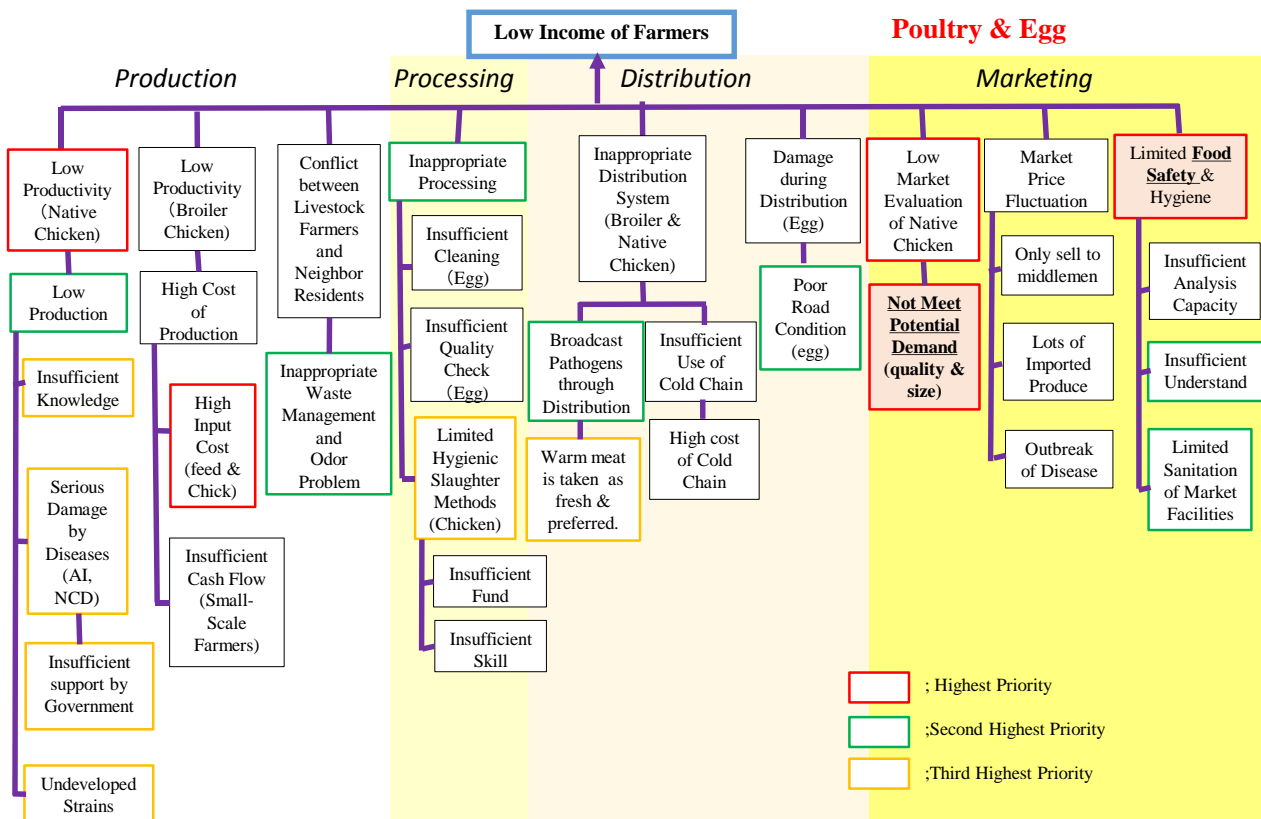 Low Income of Farmers
Poultry & Egg
Production
Processing
Distribution
Marketing
Low
Productivity
（Native
Chicken)
Low
Production
Insufficient
Knowledge
Serious
Damage
by
Diseases
(AI,
NCD)
Insufficient
support by
Government
Undeveloped
Strains
Low
Productivity
（Broiler
Chicken)
High Cost
of
Production
High
Input
Cost
(feed &
Chick)
Insufficient
Cash Flow
(Small-
Scale
Farmers)
Conflict
between
Livestock
Farmers
and
Neighbor
Residents
Inappropriate
Waste
Management
and
Odor
Problem
Inappropriate
Processing
Insufficient
Cleaning
(Egg)
Insufficient
Quality
Check
（Egg)
Limited
Hygienic
Slaughter
Methods
(Chicken)
Insufficient
Fund
Insufficient
Skill
Inappropriate
Distribution
System
(Broiler &
Native
Chicken)
Broadcast
Pathogens
through
Distribution
Warm meat
is taken as
fresh &
preferred.
Insufficient
Use of
Cold Chain
High cost
of Cold
Chain
Damage
during
Distribution
(Egg)
Poor
Road
Condition
(egg)
Low
Market
Evaluation
of Native
Chicken
Not Meet
Potential
Demand
(quality &
size)
Market
Price
Fluctuation
Only sell to
middlemen
Lots of
Imported
Produce
Outbreak
of Disease
Limited Food
Safety &
Hygiene
Insufficient
Analysis
Capacity
Insufficient
Understand
Limited
Sanitation
of Market
Facilities
; Highest Priority
;Second Highest Priority
;Third Highest Priority